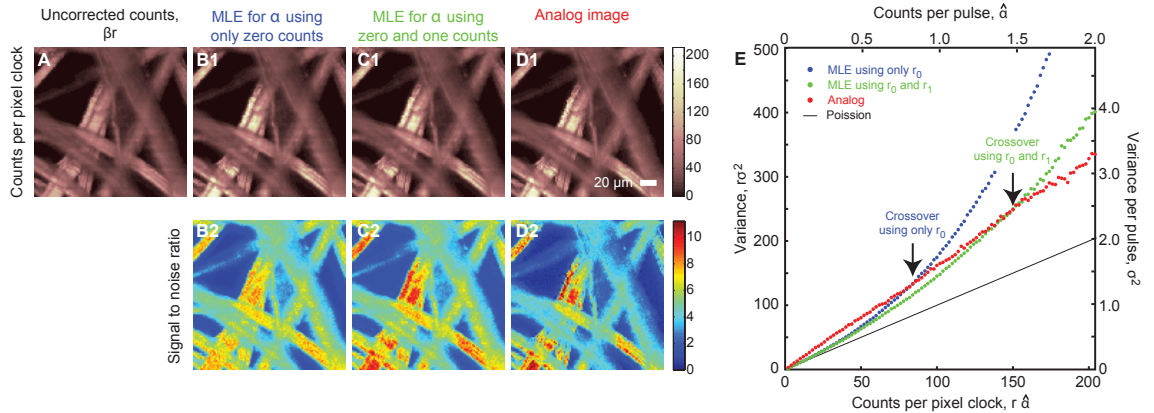 Uncorrected counts,
βr
MLE for α using
only zero counts
MLE for α using
zero and one counts
Analog image
Counts per pixel clock
A
B1
C1
D1
20 µm
200
160
120
80
40
0
Signal to noise ratio
B2
C2
D2
10
8
6
4
2
0
E
Counts per pulse, α̂
0
0.5
1.0
1.5
2.0
MLE using only r₀
MLE using r₀ and r₁
Analog
Poission
Crossover
using only r₀
Crossover
using r₀ and r₁
Variance, rσ²
500
400
300
200
100
0
Variance per pulse, σ²
4.0
3.0
2.0
1.0
0
0
50
100
150
200
Counts per pixel clock, r α̂